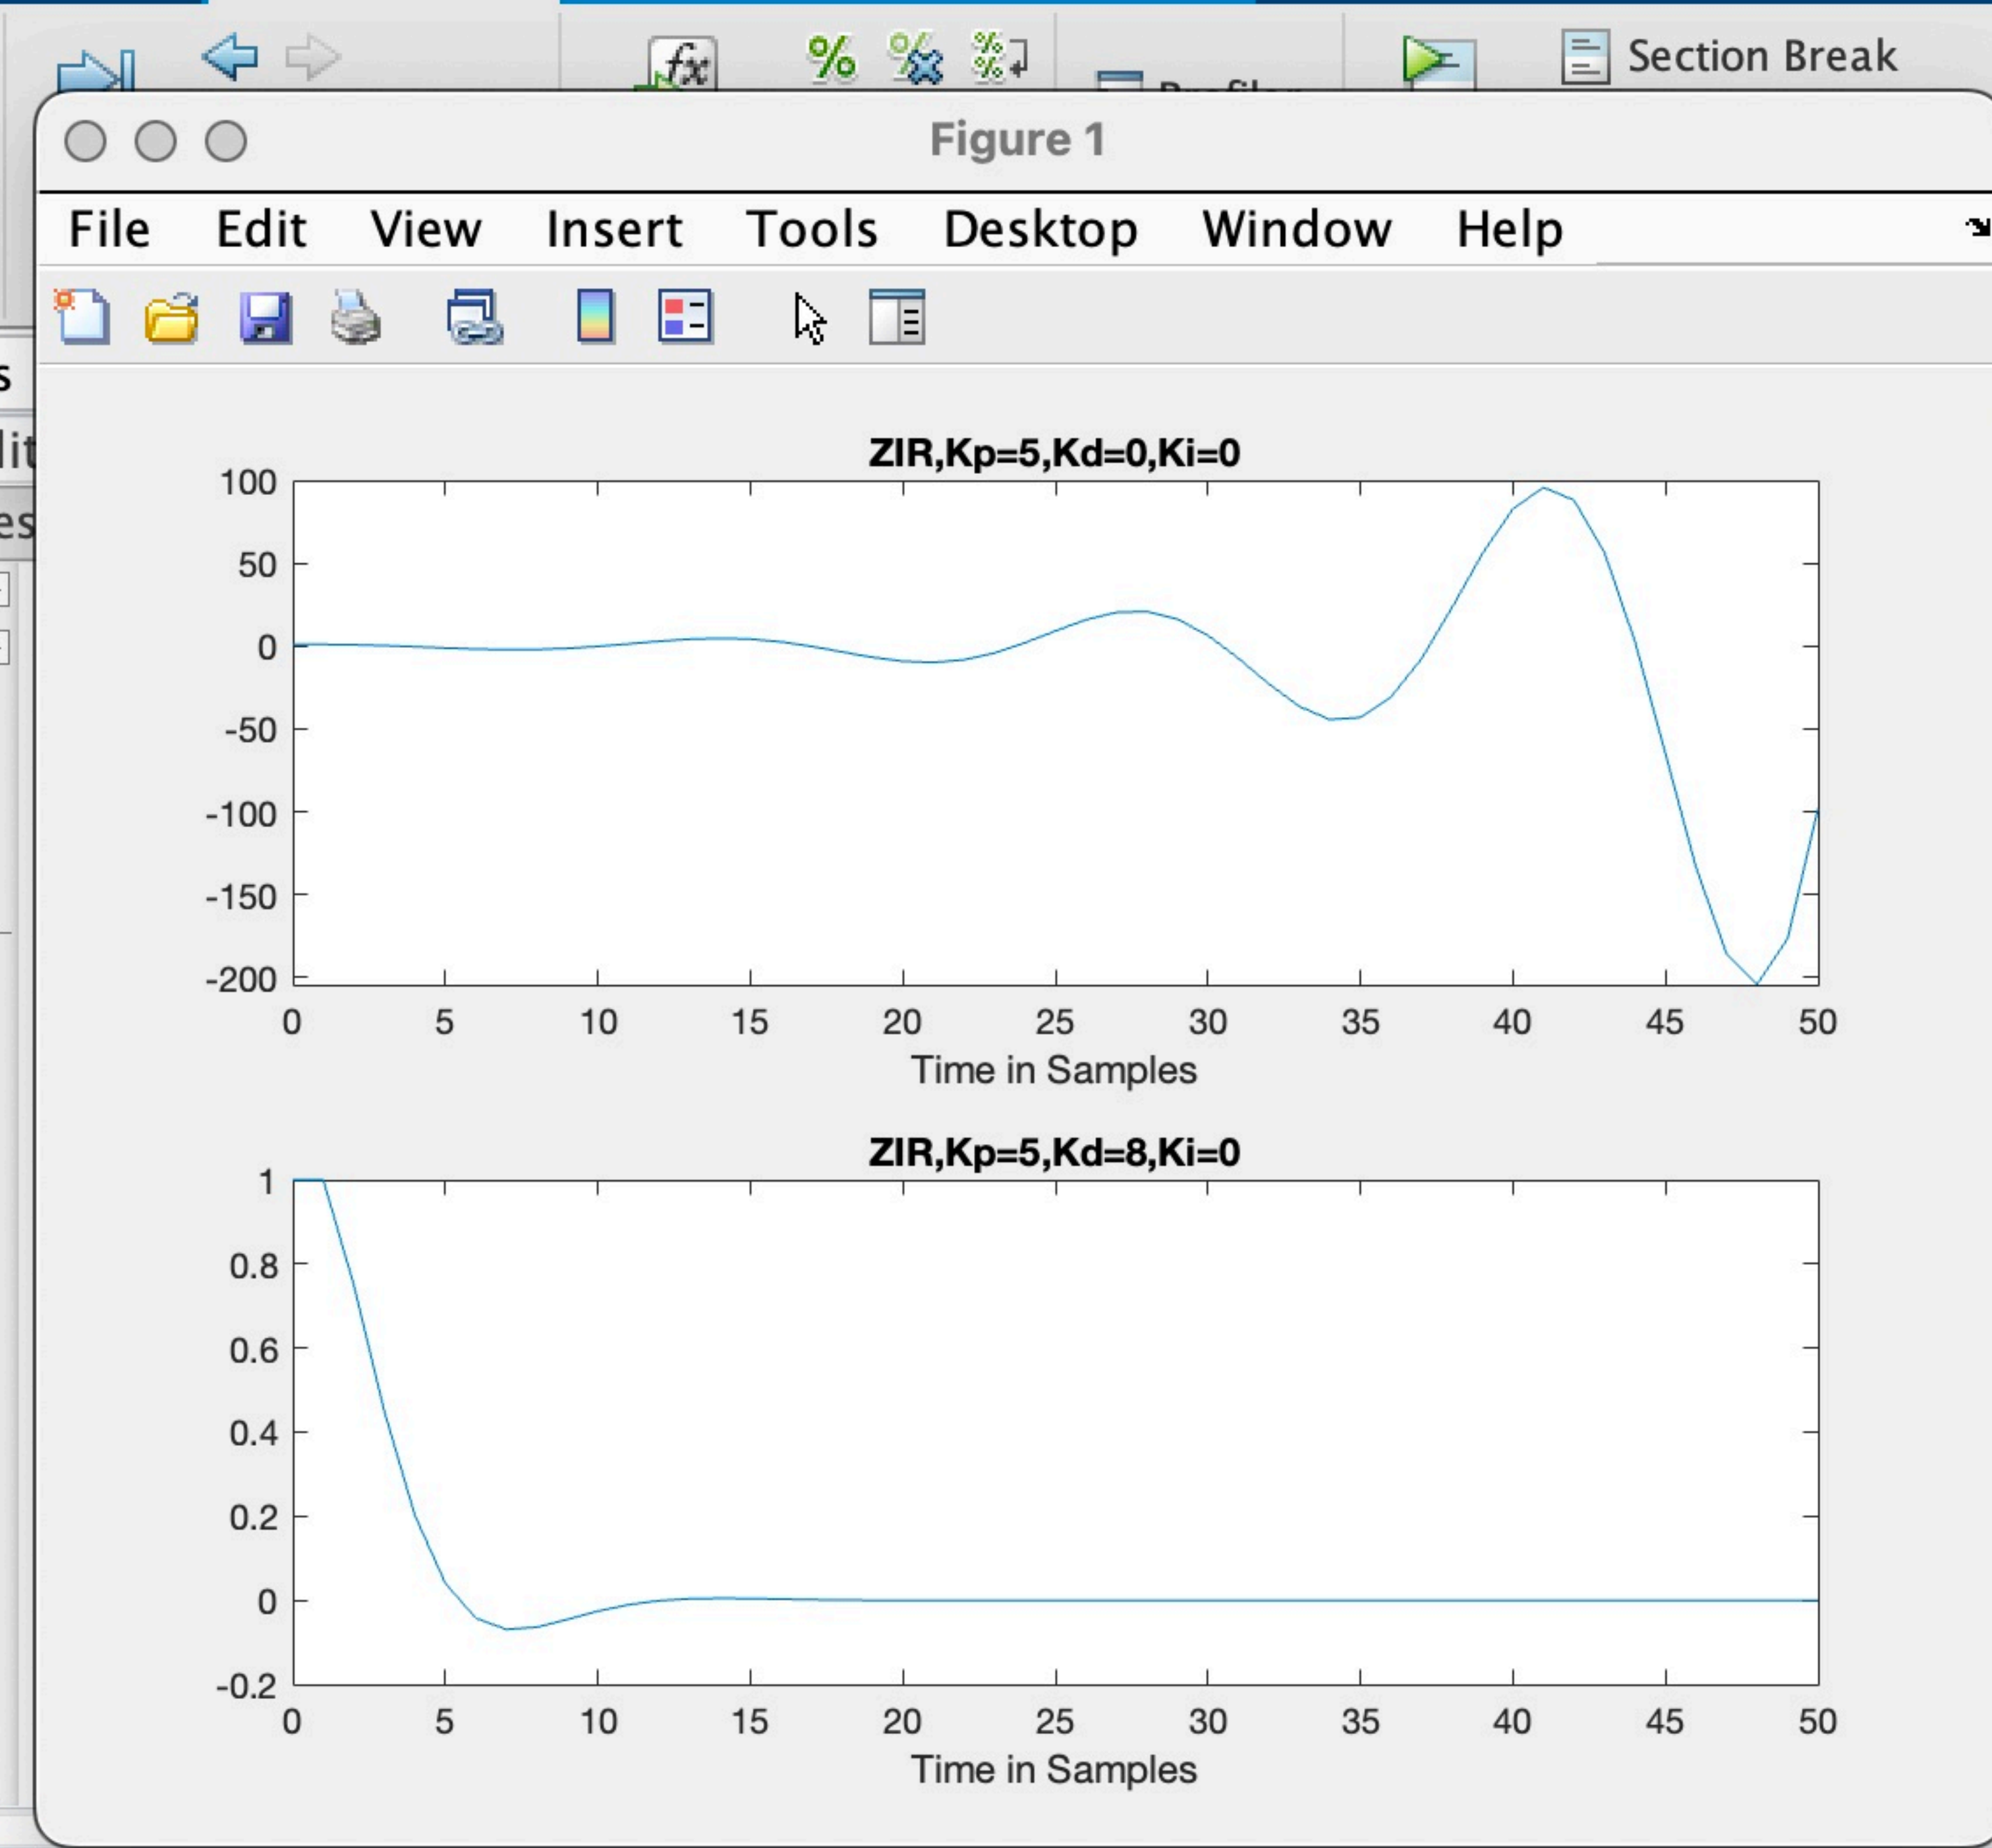 Section Break
Profiler
Figure 1
File Edit View Insert Tools Desktop Window Help
ZIR,Kp=5,Kd=0,Ki=0
100
50
0
-50
-100
-150
-200
0 5 10 15 20 25 30 35 40 45 50
Time in Samples
ZIR,Kp=5,Kd=8,Ki=0
1
0.8
0.6
0.4
0.2
0
-0.2
0 5 10 15 20 25 30 35 40 45 50
Time in Samples